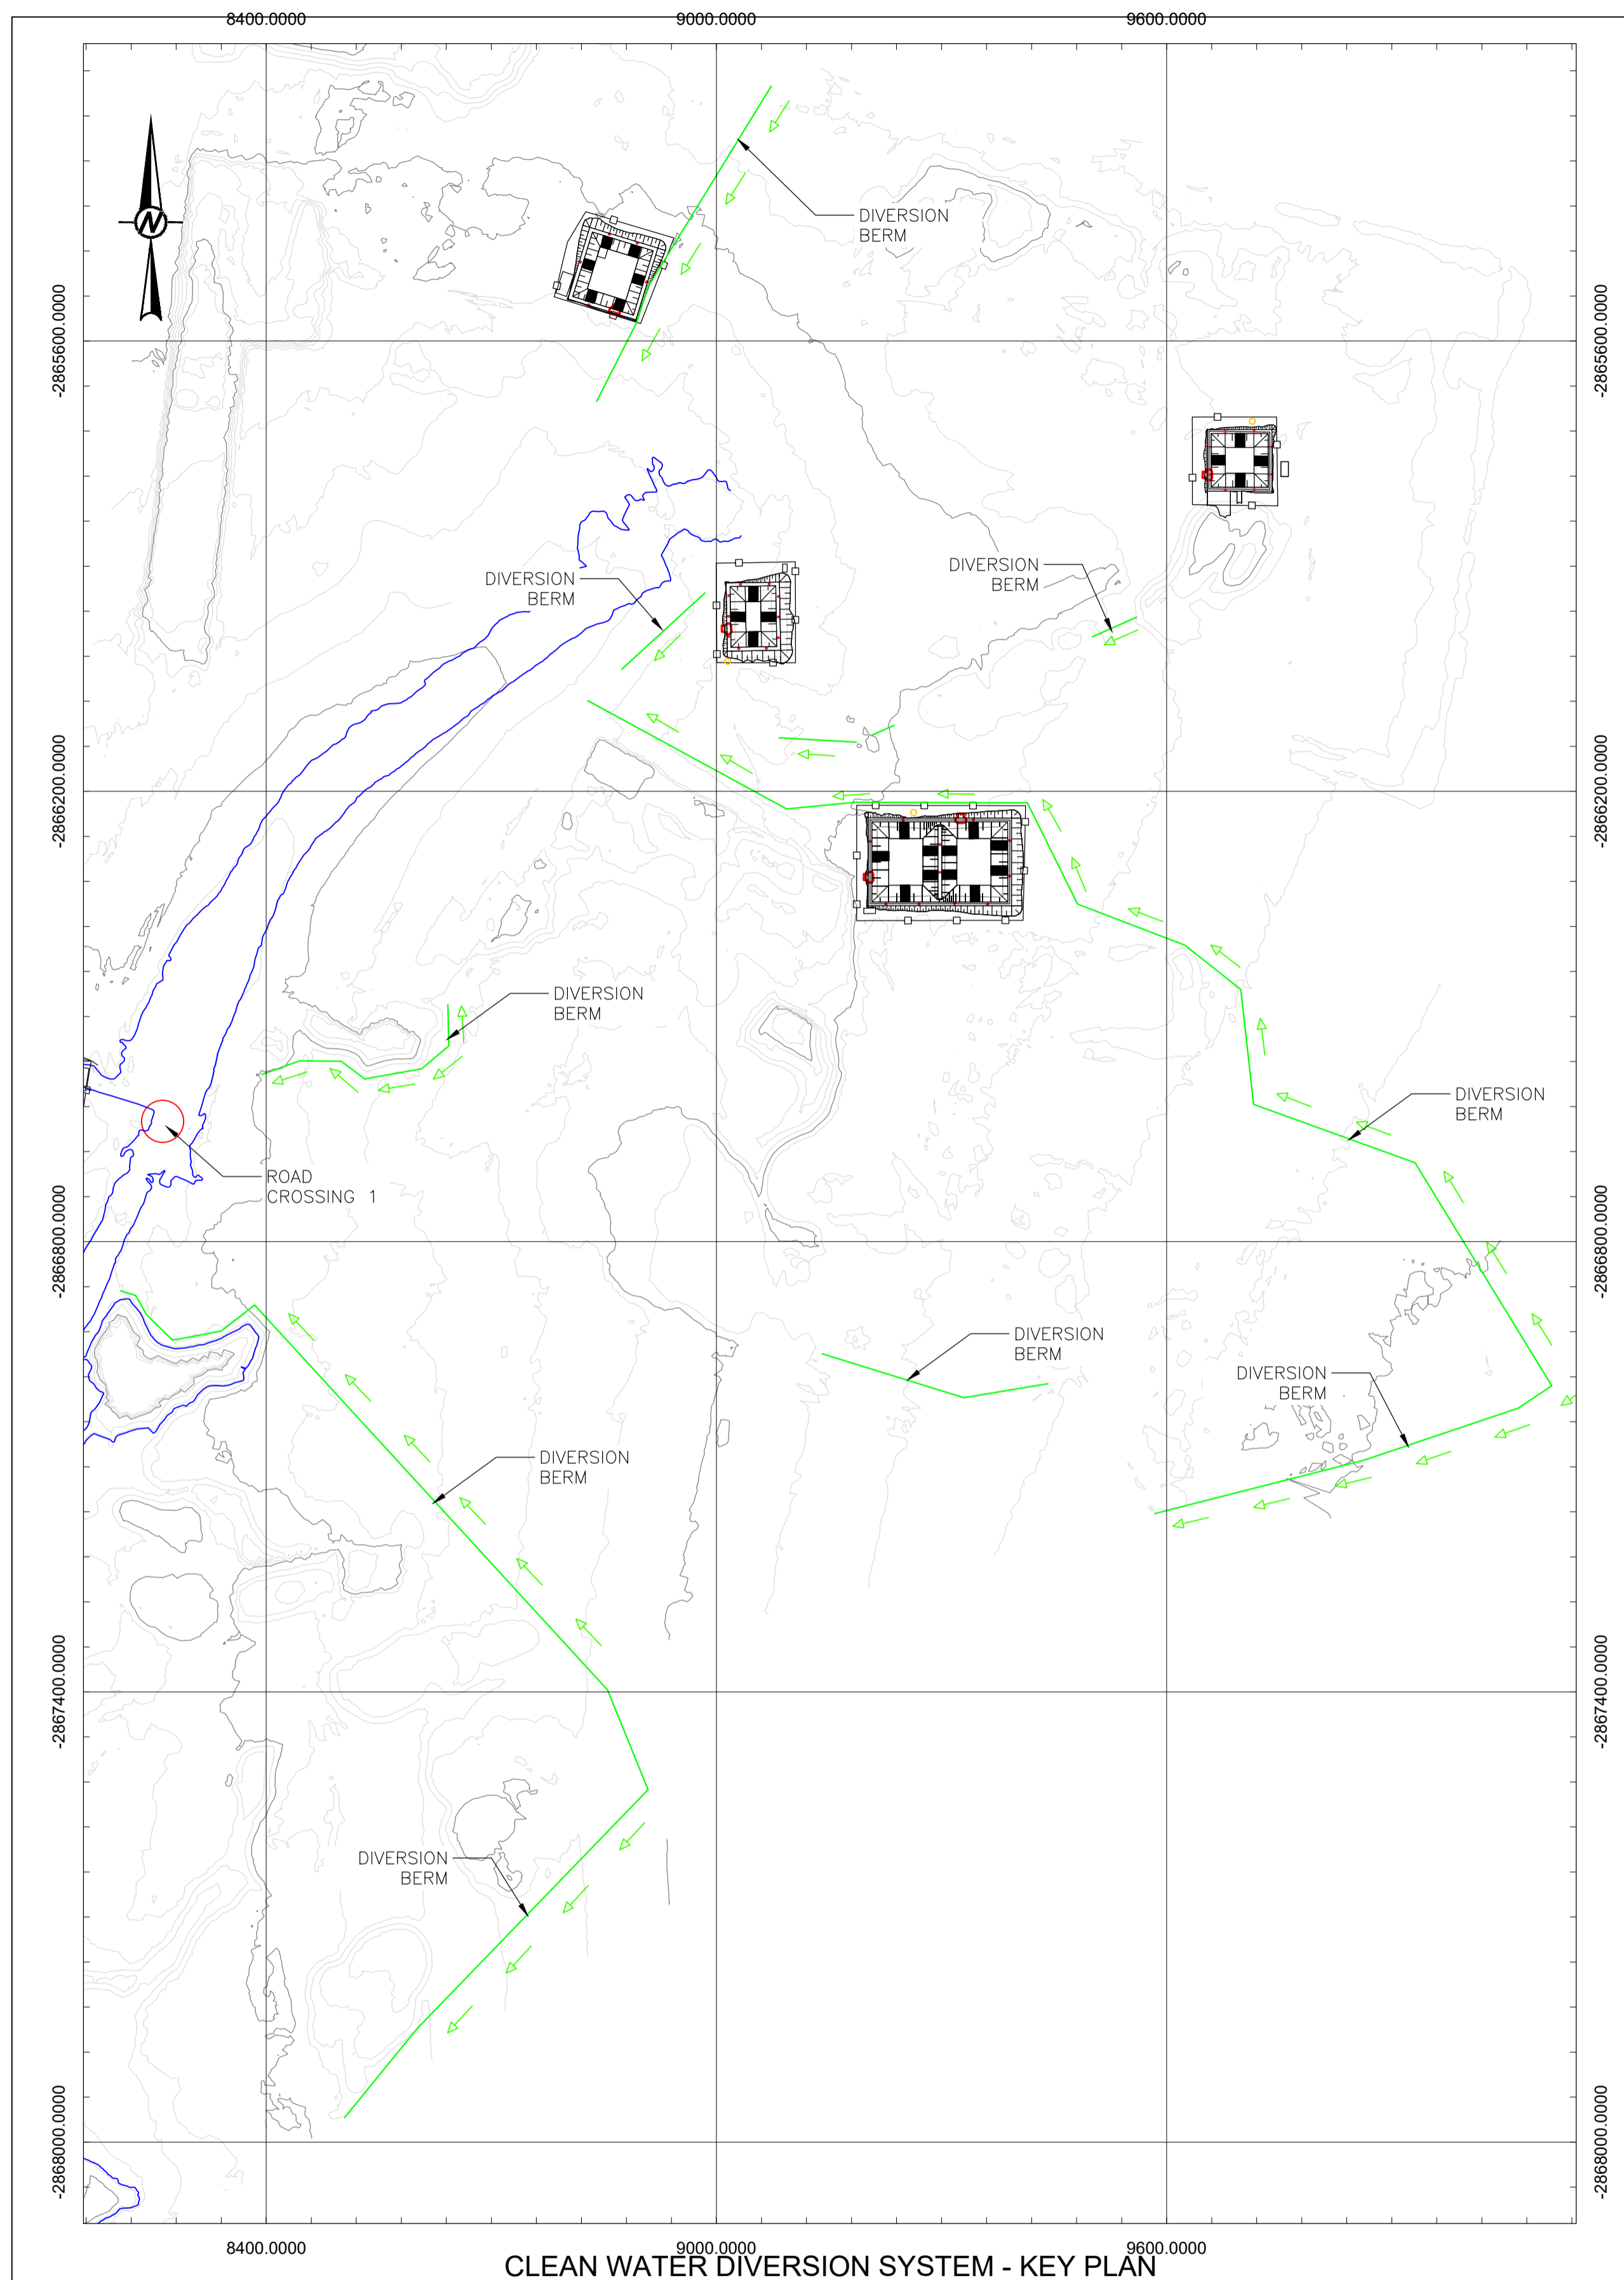 8400.0000
9000.0000
9600.0000
N
DIVERSION
BERM
-2865600.0000
-2865600.0000
DIVERSION
BERM
DIVERSION
BERM
-2866200.0000
-2866200.0000
DIVERSION
BERM
DIVERSION
BERM
ROAD
CROSSING 1
-2866800.0000
-2866800.0000
DIVERSION
BERM
DIVERSION
BERM
DIVERSION
BERM
-2867400.0000
-2867400.0000
DIVERSION
BERM
-2868000.0000
-2868000.0000
8400.0000
9000.0000
9600.0000
CLEAN WATER DIVERSION SYSTEM - KEY PLAN